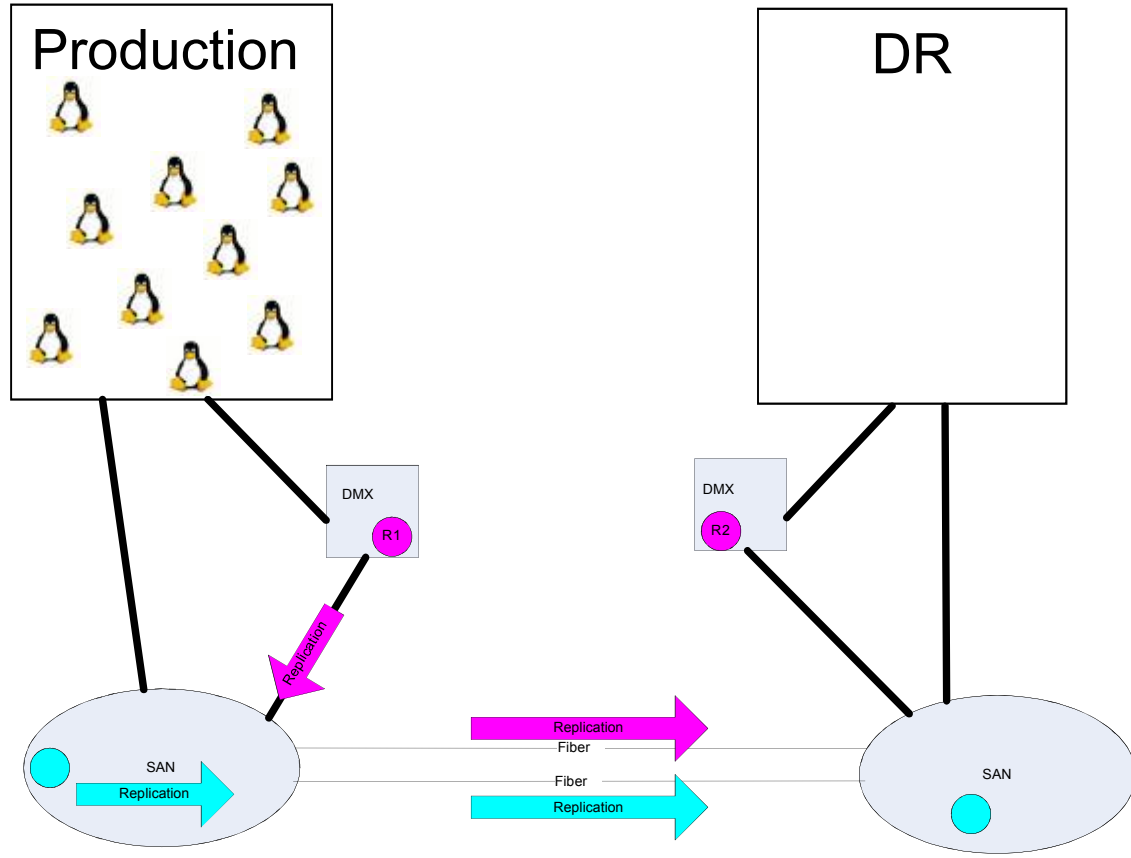 Production
DR
DMX
R1
DMX
R2
Replication
Replication
Fiber
SAN
Fiber
SAN
Replication
Replication